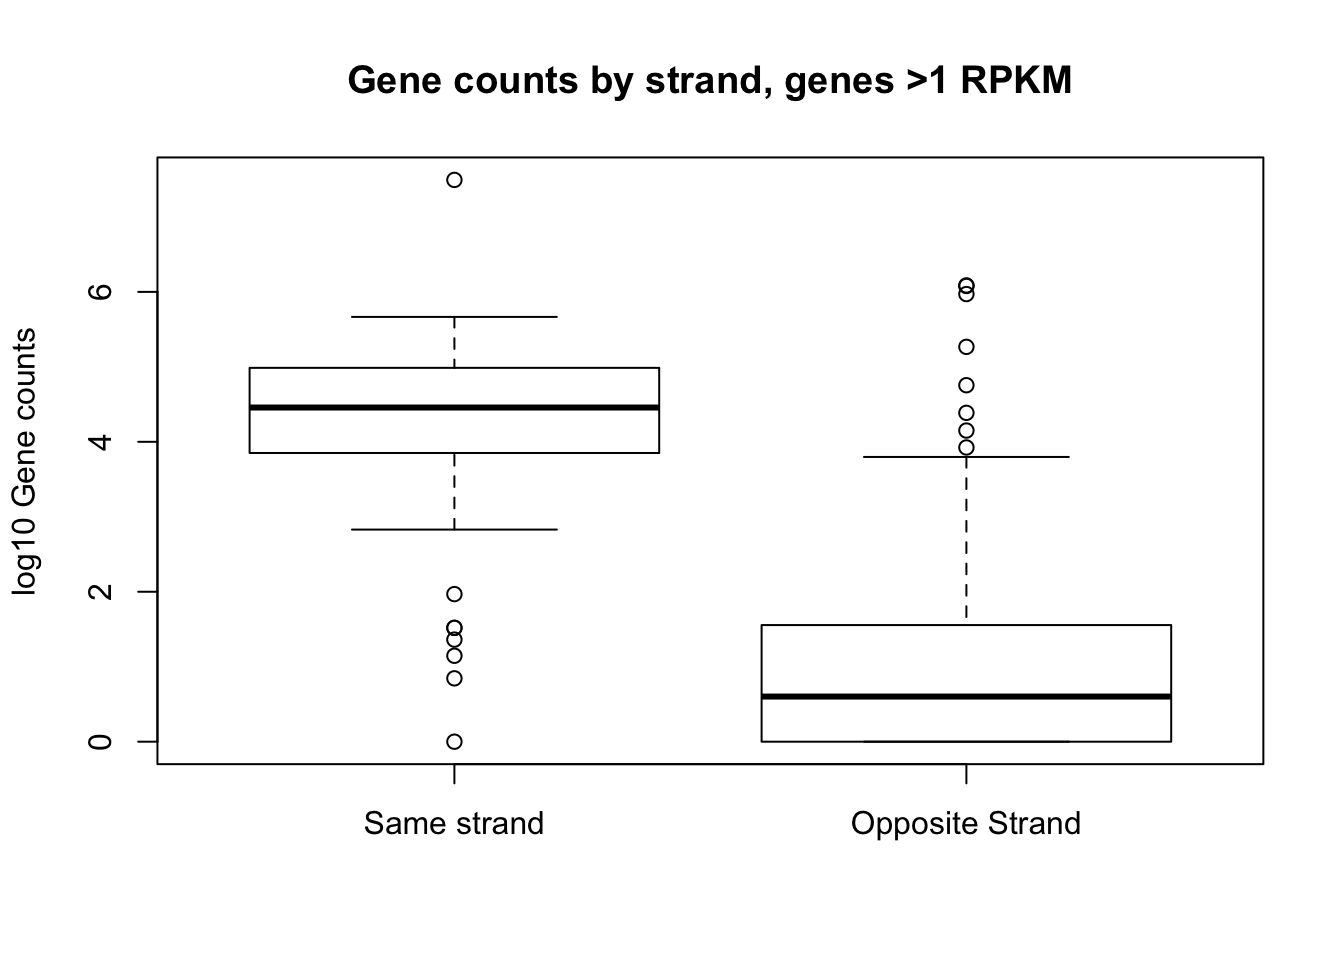 Gene counts by strand, genes >1 RPKM
log10 Gene counts
6
4
2
0
Same strand
Opposite Strand